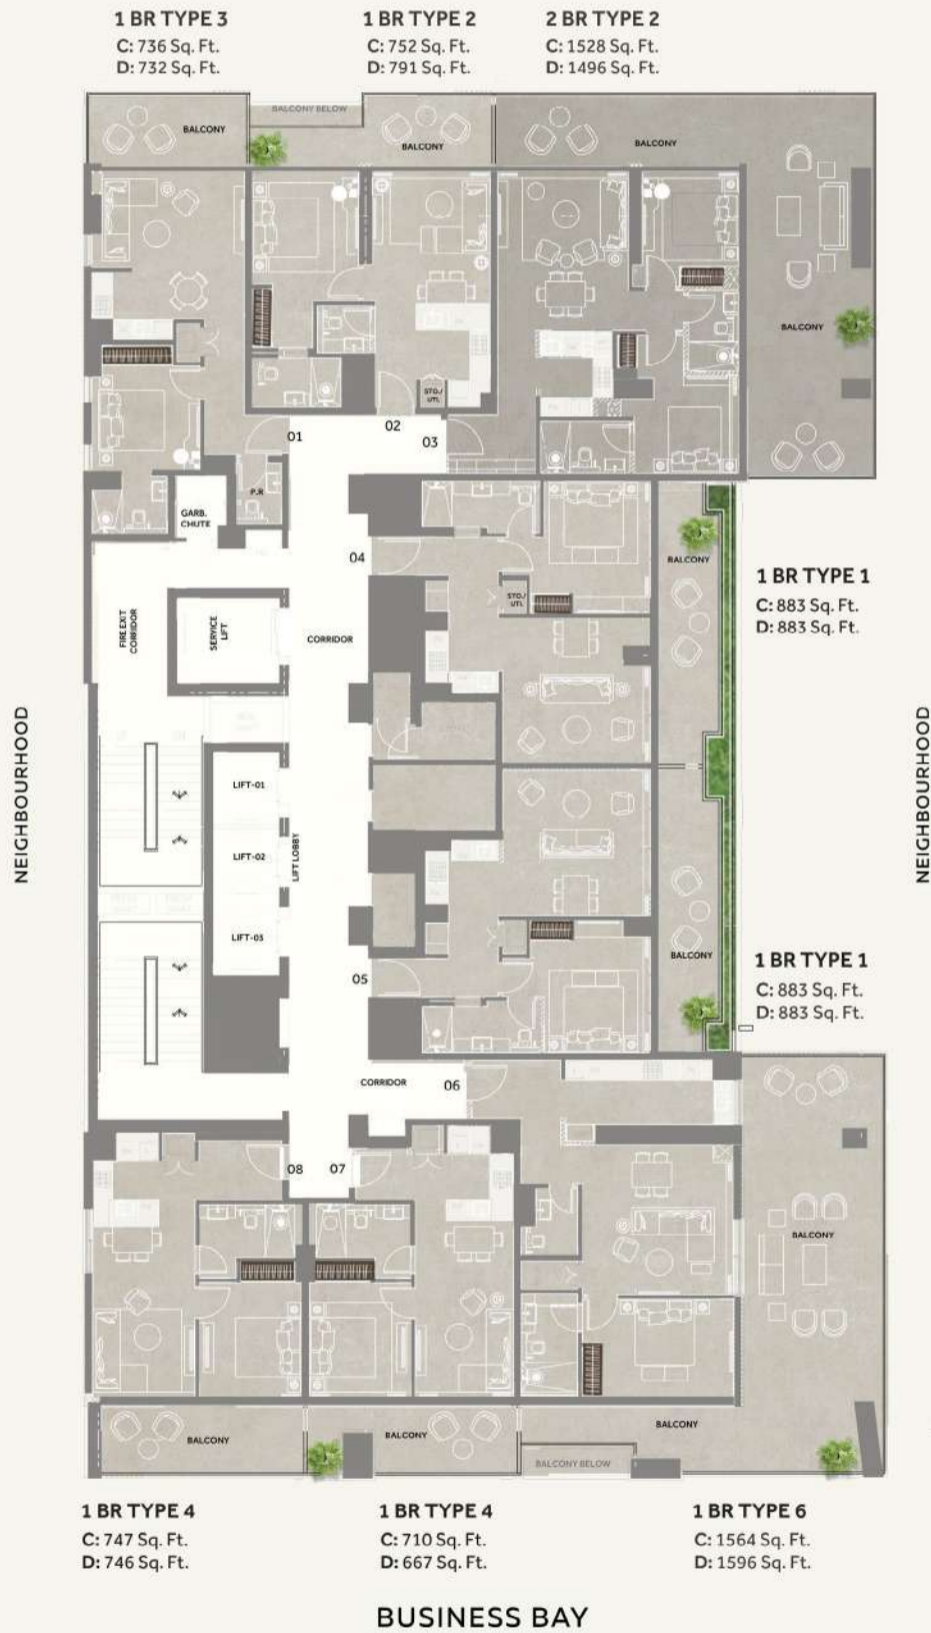 1 BR TYPE 3
C: 736 Sq. Ft.
D: 732 Sq. Ft.
1 BR TYPE 2
C: 752 Sq. Ft.
D: 791 Sq. Ft.
2 BR TYPE 2
C: 1528 Sq. Ft.
D: 1496 Sq. Ft.
BALCONY
BALCONY BELOW
BALCONY
BALCONY
BALCONY
STO./
UTL
01
02
03
P.R
GARB.
CHUTE
04
BALCONY
1 BR TYPE 1
C: 883 Sq. Ft.
D: 883 Sq. Ft.
STO./
UTL
FIRE EXIT
CORRIDOR
SERVICE
LIFT
CORRIDOR
NEIGHBOURHOOD
NEIGHBOURHOOD
LIFT-01
LIFT-02
LIFT LOBBY
LIFT-03
05
BALCONY
1 BR TYPE 1
C: 883 Sq. Ft.
D: 883 Sq. Ft.
CORRIDOR
06
08
07
BALCONY
BALCONY
BALCONY
BALCONY
BALCONY BELOW
1 BR TYPE 4
C: 747 Sq. Ft.
D: 746 Sq. Ft.
1 BR TYPE 4
C: 710 Sq. Ft.
D: 667 Sq. Ft.
1 BR TYPE 6
C: 1564 Sq. Ft.
D: 1596 Sq. Ft.
BUSINESS BAY